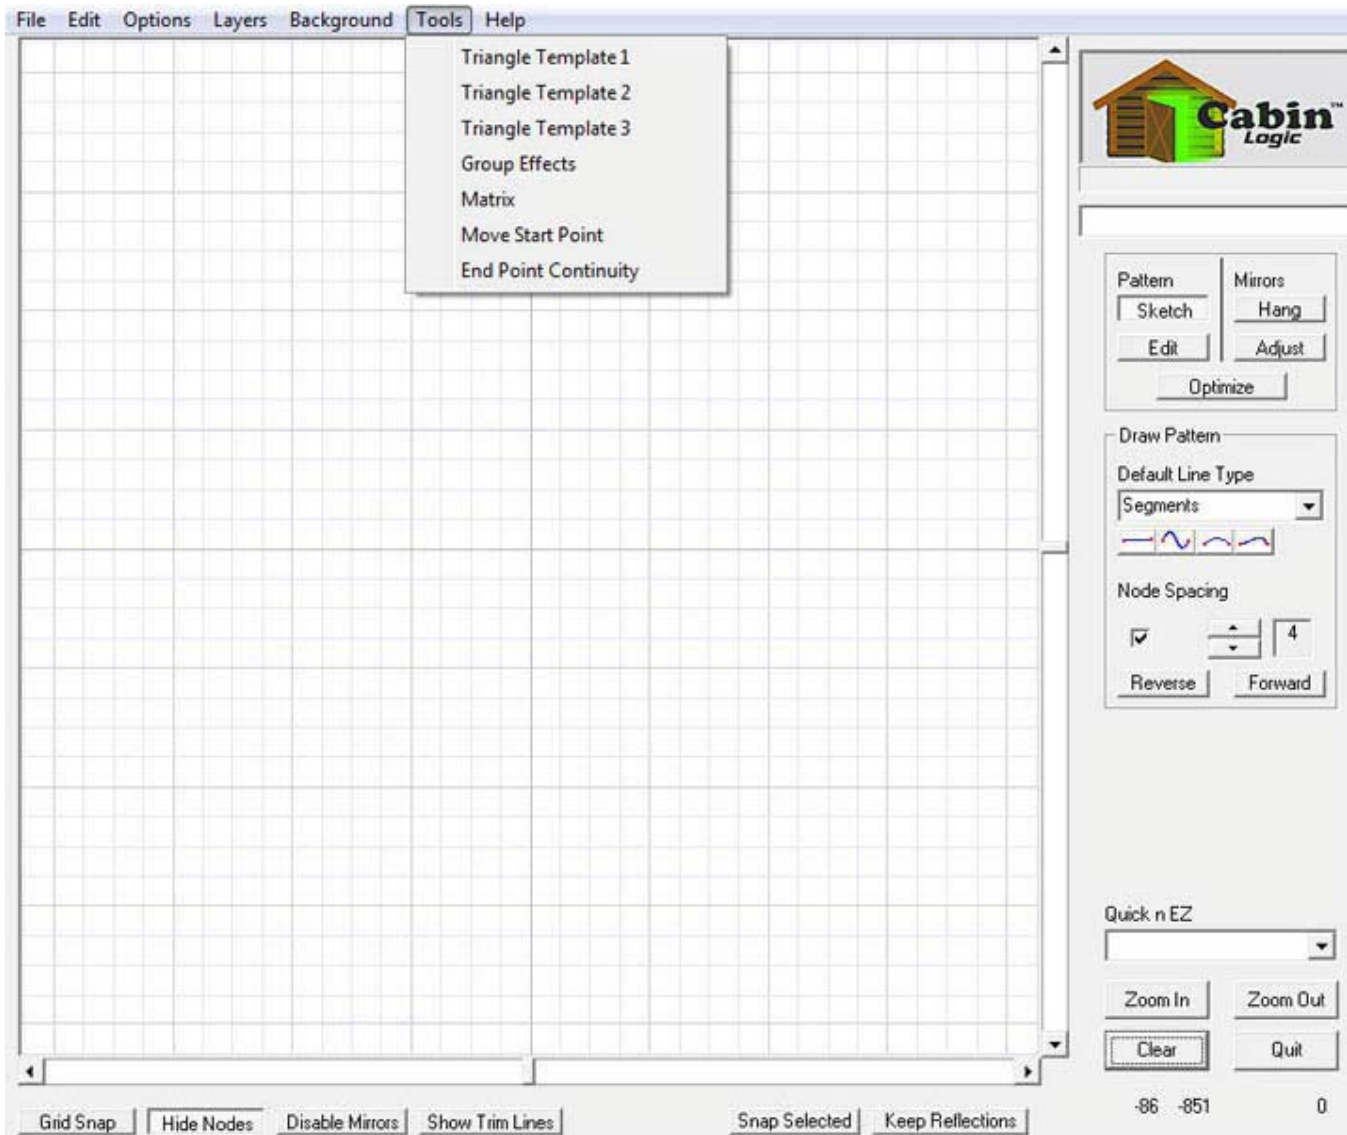 File Edit Options Layers Background Tools Help
Triangle Template 1
Triangle Template 2
Triangle Template 3
Group Effects
Matrix
Move Start Point
End Point Continuity
Cabin™
Logic
Pattern Mirrors
Sketch Hang
Edit Adjust
Optimize
Draw Pattern
Default Line Type
Segments
Node Spacing
4
Reverse Forward
Quick n EZ
Zoom In Zoom Out
Clear Quit
-86 -851 0
Grid Snap Hide Nodes Disable Mirrors Show Trim Lines Snap Selected Keep Reflections